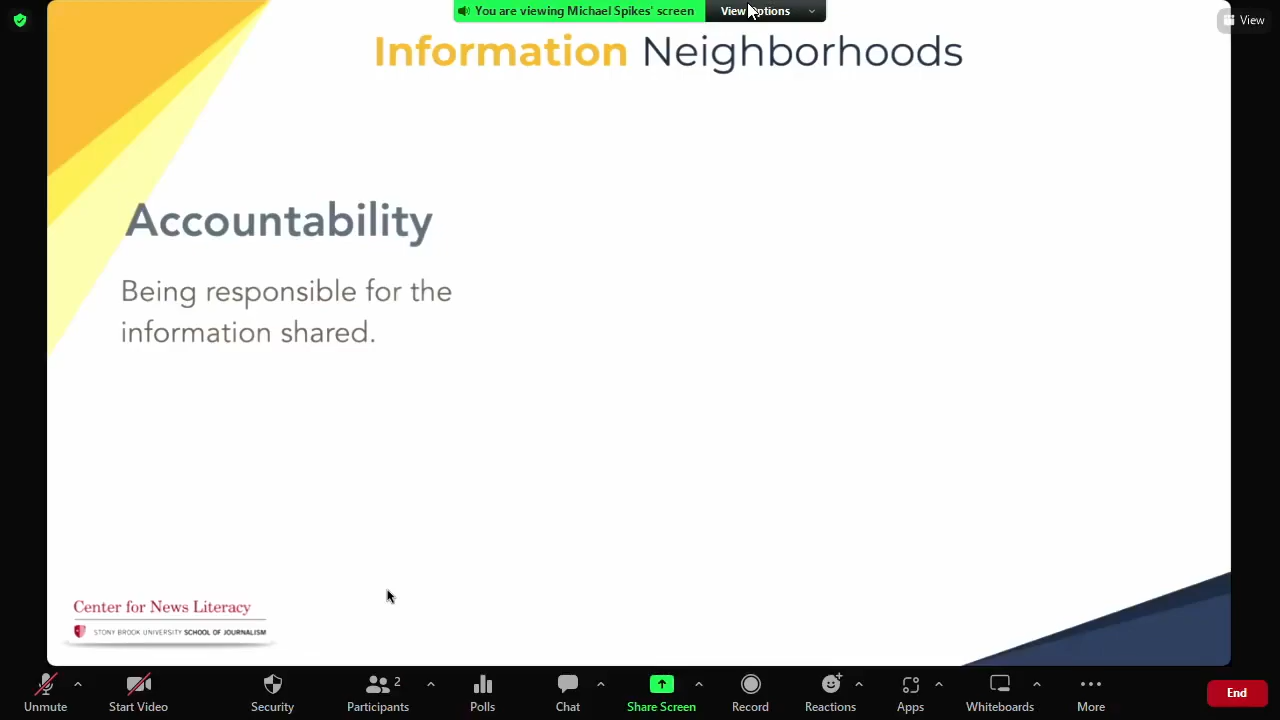 You are viewing Michael Spikes' screen
View Options
View
Information Neighborhoods
Accountability
Being responsible for the
information shared.
Center for News Literacy
STONY BROOK UNIVERSITY SCHOOL OF JOURNALISM
Unmute
Start Video
Security
Participants
2
Polls
Chat
Share Screen
Record
Reactions
Apps
Whiteboards
More
End